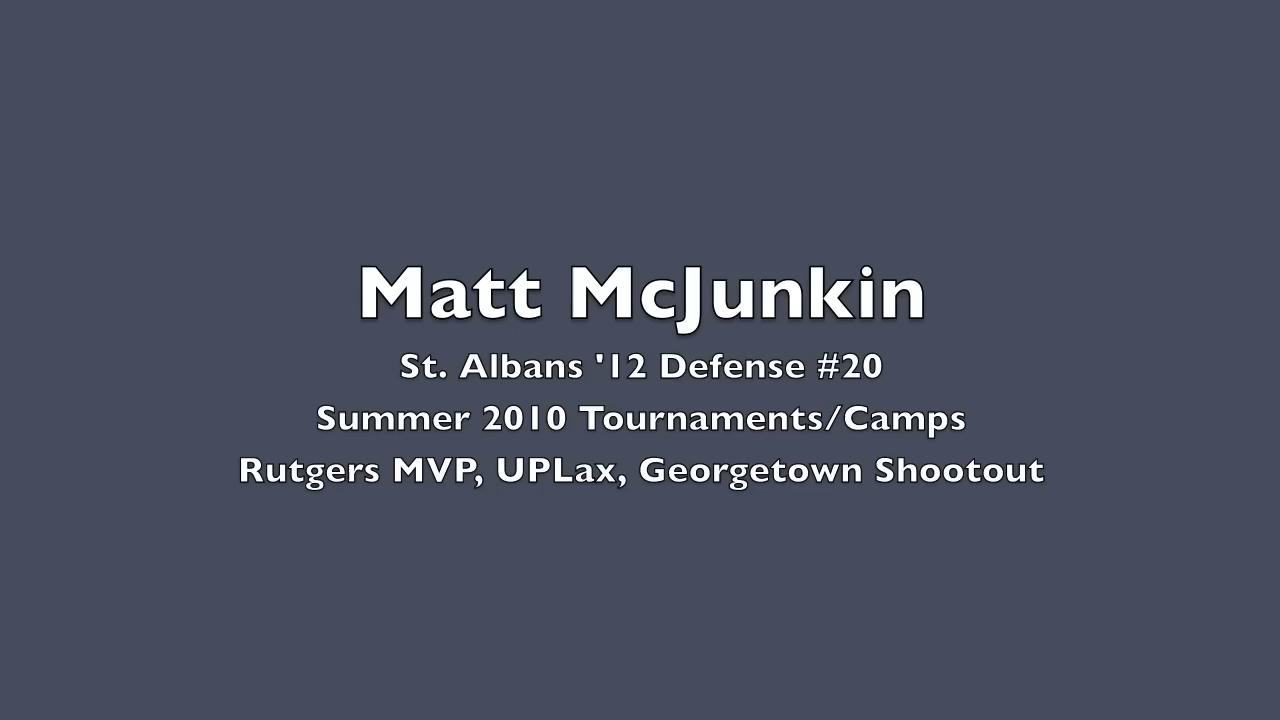 Matt McJunkin
St. Albans '12 Defense #20
Summer 2010 Tournaments/Camps
Rutgers MVP, UPLax, Georgetown Shootout